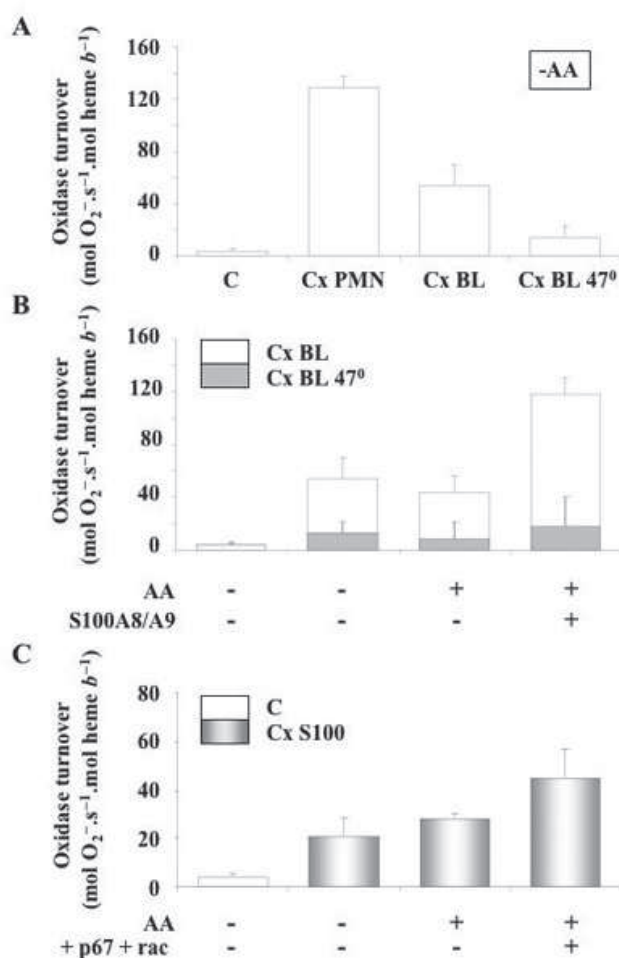 A
Oxidase turnover
(mol O₂⁻.s⁻¹.mol heme b⁻¹)
160
120
80
40
0
-AA
C Cx PMN Cx BL Cx BL 47⁰
B
Oxidase turnover
(mol O₂⁻.s⁻¹.mol heme b⁻¹)
160
120
80
40
0
Cx BL
Cx BL 47⁰
AA - - + +
S100A8/A9 - - - +
C
Oxidase turnover
(mol O₂⁻.s⁻¹.mol heme b⁻¹)
80
60
40
20
0
C
Cx S100
AA - - + +
+ p67 + rac - - - +